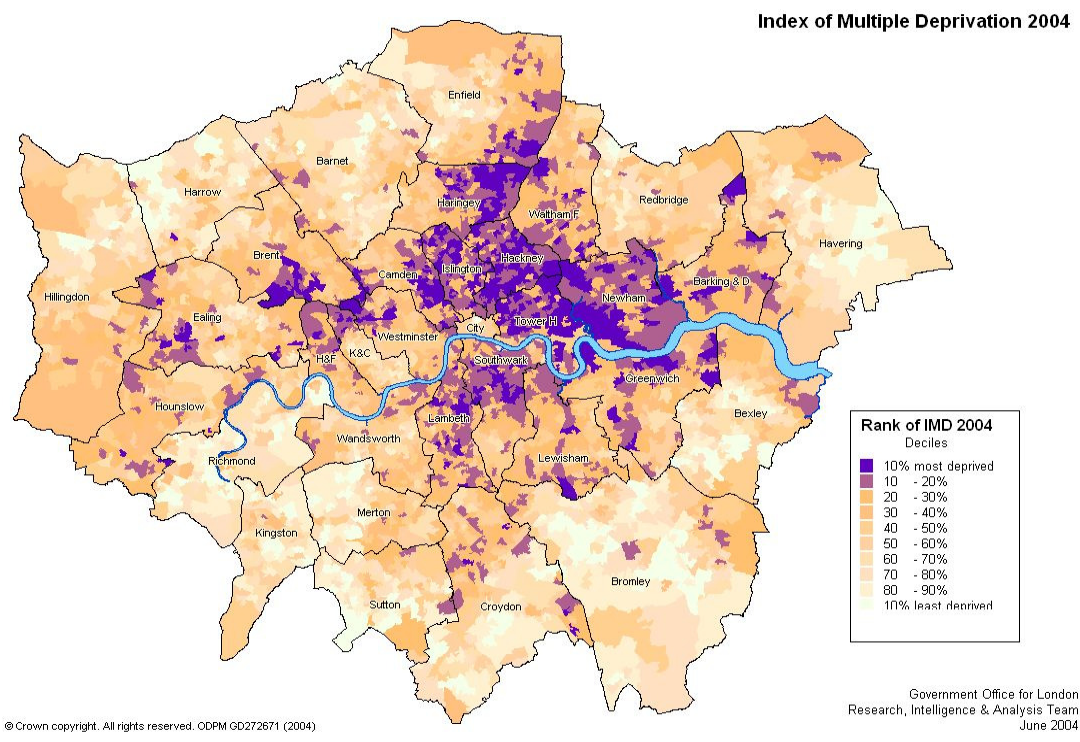 Index of Multiple Deprivation 2004
Enfield
Barnet
Harrow
Haringey
Waltham F
Redbridge
Havering
Brent
Camden
Islington
Hackney
Hillingdon
Newham
Barking & D
Ealing
Tower H
City
Westminster
H&F
K&C
Southwark
Greenwich
Hounslow
Lambeth
Bexley
Wandsworth
Richmond
Lewisham
Merton
Kingston
Bromley
Sutton
Croydon
Rank of IMD 2004
Deciles
10% most deprived
10 - 20%
20 - 30%
30 - 40%
40 - 50%
50 - 60%
60 - 70%
70 - 80%
80 - 90%
10% least deprived
Government Office for London
Research, Intelligence & Analysis Team
June 2004
© Crown copyright. All rights reserved. ODPM GD272671 (2004)